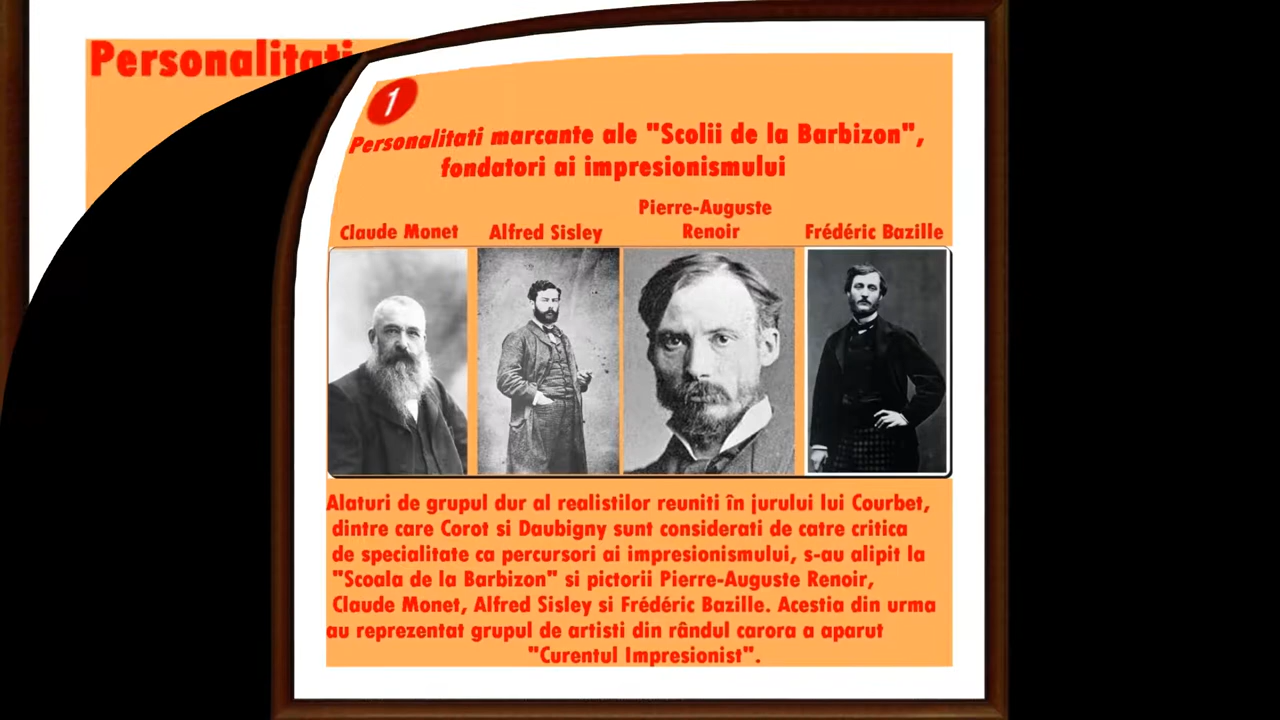 Personalitati
1
Personalitati marcante ale "Scolii de la Barbizon",
fondatori ai impresionismului
Claude Monet
Alfred Sisley
Pierre-Auguste
Renoir
Frédéric Bazille
Alaturi de grupul dur al realistilor reuniti în jurului lui Courbet,
dintre care Corot si Daubigny sunt considerati de catre critica
de specialitate ca percursori ai impresionismului, s-au alipit la
"Scoala de la Barbizon" si pictorii Pierre-Auguste Renoir,
Claude Monet, Alfred Sisley si Frédéric Bazille. Acestia din urma
au reprezentat grupul de artisti din rândul carora a aparut
"Curentul Impresionist".